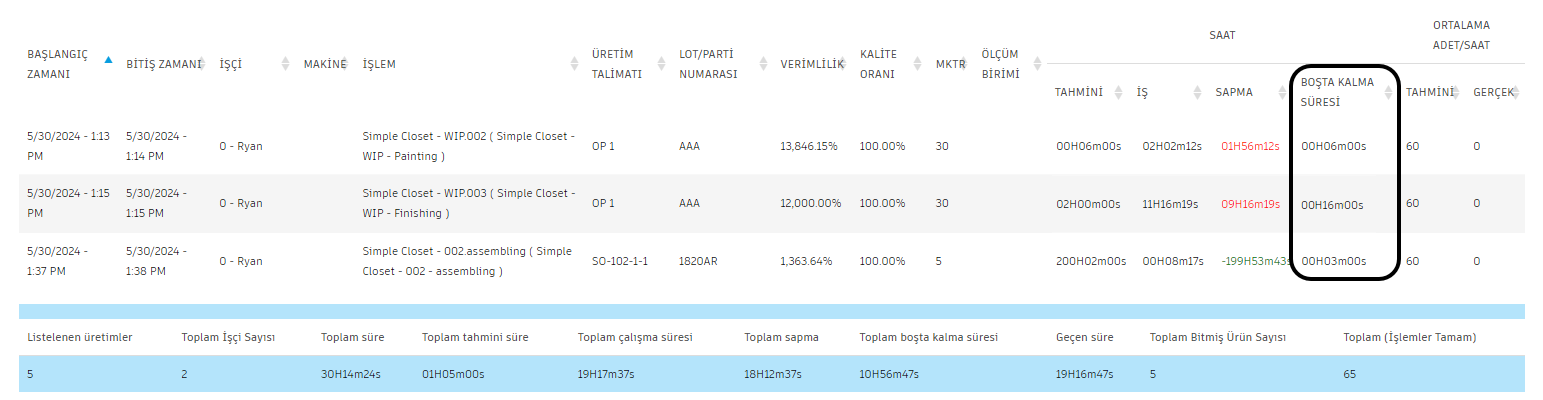 SAAT
ORTALAMA
ADET/SAAT
BAŞLANGIÇ
ZAMANI
BİTİŞ ZAMANI
İŞÇİ
MAKİNE
İŞLEM
ÜRETİM
TALİMATI
LOT/PARTİ
NUMARASI
VERİMLİLİK
KALİTE
ORANI
MKTR
ÖLÇÜM
BİRİMİ
TAHMİNİ
İŞ
SAPMA
BOŞTA KALMA
SÜRESİ
TAHMİNİ
GERÇEK
5/30/2024 - 1:13
PM
5/30/2024 -
1:14 PM
0 - Ryan
Simple Closet - WIP.002 ( Simple Closet -
WIP - Painting )
OP 1
AAA
13,846.15%
100.00%
30
00H06m00s
02H02m12s
01H56m12s
00H06m00s
60
0
5/30/2024 - 1:15
PM
5/30/2024 -
1:15 PM
0 - Ryan
Simple Closet - WIP.003 ( Simple Closet -
WIP - Finishing )
OP 1
AAA
12,000.00%
100.00%
30
02H00m00s
11H16m19s
09H16m19s
00H16m00s
60
0
5/30/2024 -
1:37 PM
5/30/2024 -
1:38 PM
0 - Ryan
Simple Closet - 002.assembling ( Simple
Closet - 002 - assembling )
SO-102-1-1
1820AR
1,363.64%
100.00%
5
200H02m00s
00H08m17s
-199H53m43s
00H03m00s
60
0
Listelenen üretimler
Toplam İşçi Sayısı
Toplam süre
Toplam tahmini süre
Toplam çalışma süresi
Toplam sapma
Toplam boşta kalma süresi
Geçen süre
Toplam Bitmiş Ürün Sayısı
Toplam (İşlemler Tamam)
5
2
30H14m24s
01H05m00s
19H17m37s
18H12m37s
10H56m47s
19H16m47s
5
65